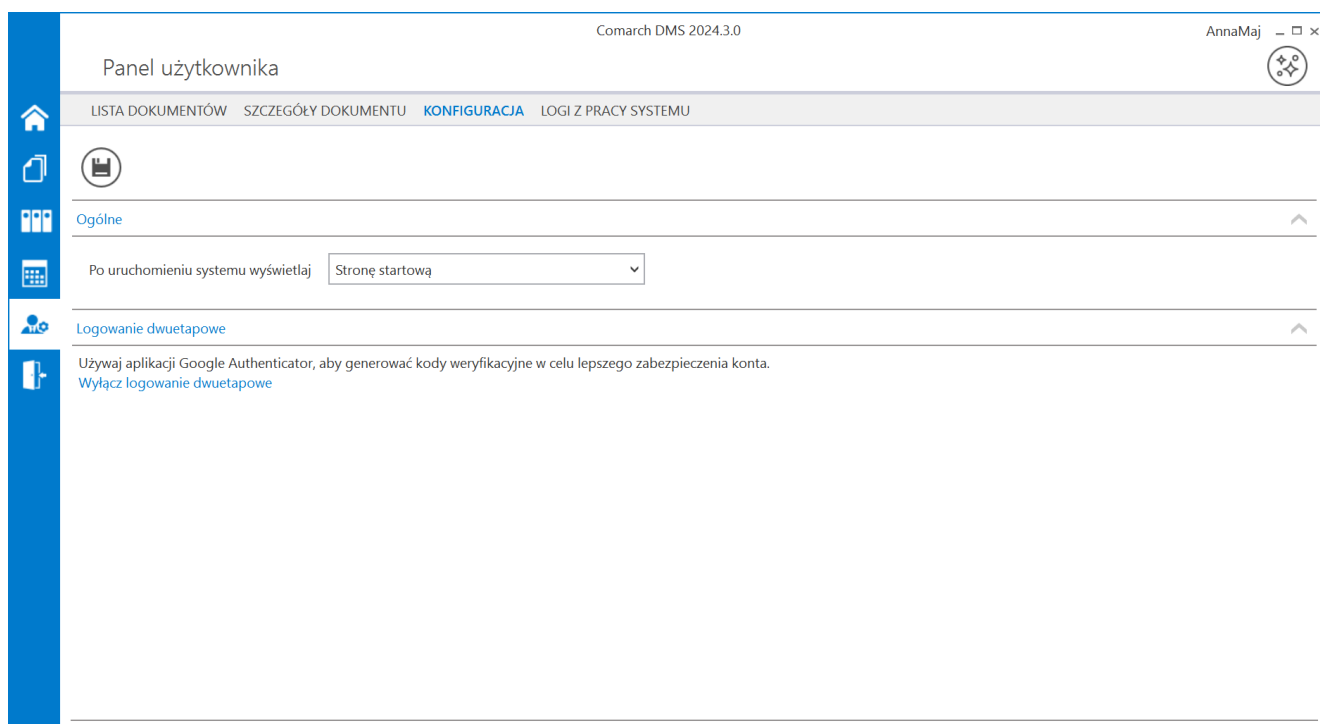 Comarch DMS 2024.3.0
AnnaMaj
Panel użytkownika
LISTA DOKUMENTÓW SZCZEGÓŁY DOKUMENTU KONFIGURACJA LOGI Z PRACY SYSTEMU
Ogólne
Po uruchomieniu systemu wyświetlaj Stronę startową
Logowanie dwuetapowe
Używaj aplikacji Google Authenticator, aby generować kody weryfikacyjne w celu lepszego zabezpieczenia konta.
Wyłącz logowanie dwuetapowe